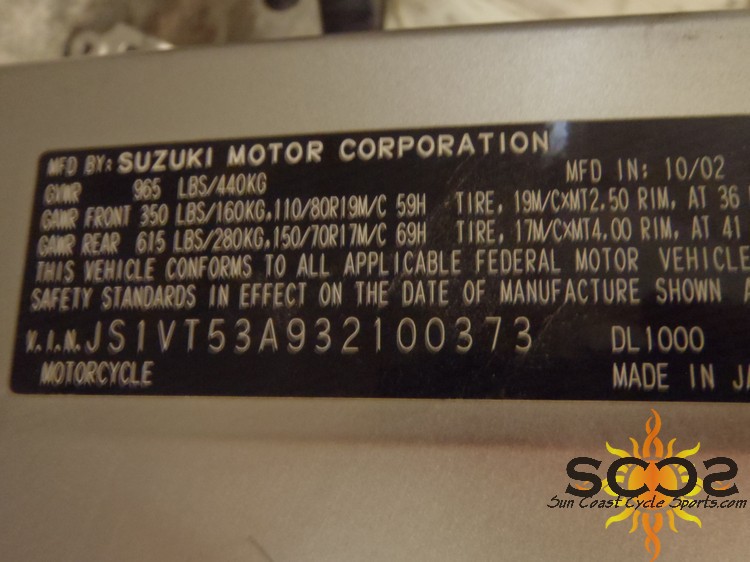 MFD BY: SUZUKI MOTOR CORPORATION
MFD IN: 10/02
GVWR 965 LBS/440KG
GAWR FRONT 350 LBS/160KG,110/80R19M/C 59H TIRE, 19M/CXMT2.50 RIM, AT 36
GAWR REAR 615 LBS/280KG,150/70R17M/C 69H TIRE, 17M/CXMT4.00 RIM, AT 41
THIS VEHICLE CONFORMS TO ALL APPLICABLE FEDERAL MOTOR VEHICLE
SAFETY STANDARDS IN EFFECT ON THE DATE OF MANUFACTURE SHOWN
V.I.N. JS1VT53A932100373 DL1000
MOTORCYCLE MADE IN JA
SCCS
Sun Coast Cycle Sports.com